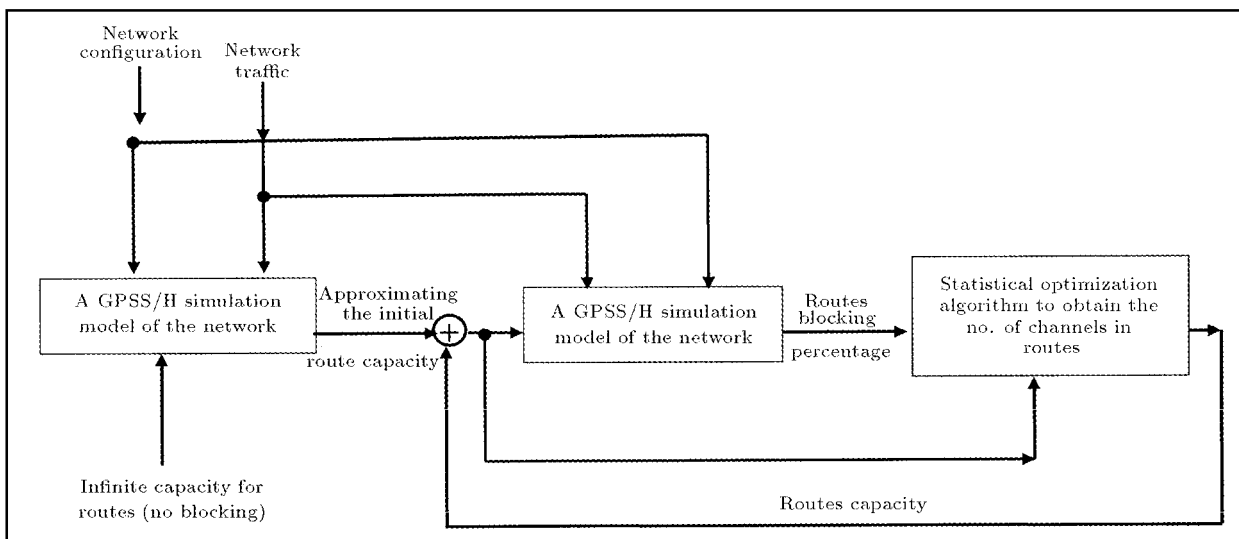 Network
configuration
Network
traffic
A GPSS/H simulation
model of the network
Approximating
the initial
route capacity
+
A GPSS/H simulation
model of the network
Routes
blocking
percentage
Statistical optimization
algorithm to obtain the
no. of channels in
routes
Infinite capacity for
routes (no blocking)
Routes capacity